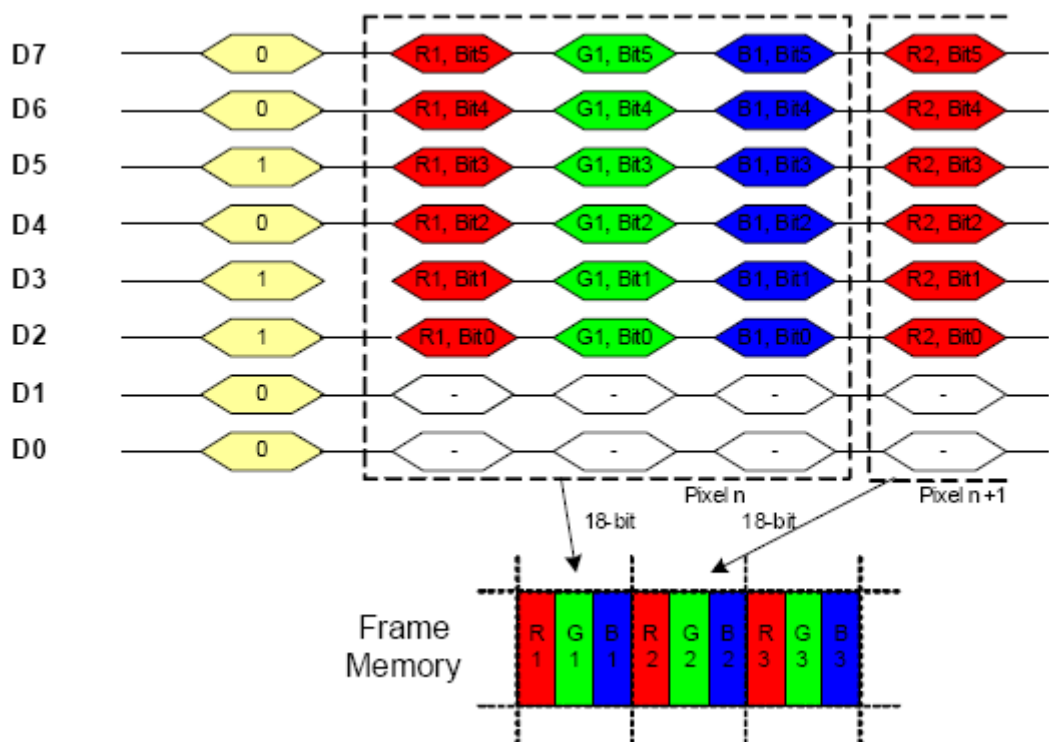 D7 0 R1, Bit5 G1, Bit5 B1, Bit5 R2, Bit5
D6 0 R1, Bit4 G1, Bit4 B1, Bit4 R2, Bit4
D5 1 R1, Bit3 G1, Bit3 B1, Bit3 R2, Bit3
D4 0 R1, Bit2 G1, Bit2 B1, Bit2 R2, Bit2
D3 1 R1, Bit1 G1, Bit1 B1, Bit1 R2, Bit1
D2 1 R1, Bit0 G1, Bit0 B1, Bit0 R2, Bit0
D1 0 - - - -
D0 0 - - - -
Pixel n Pixel n+1
18-bit 18-bit
Frame
Memory
R G B R G B R G B
1 1 1 2 2 2 3 3 3